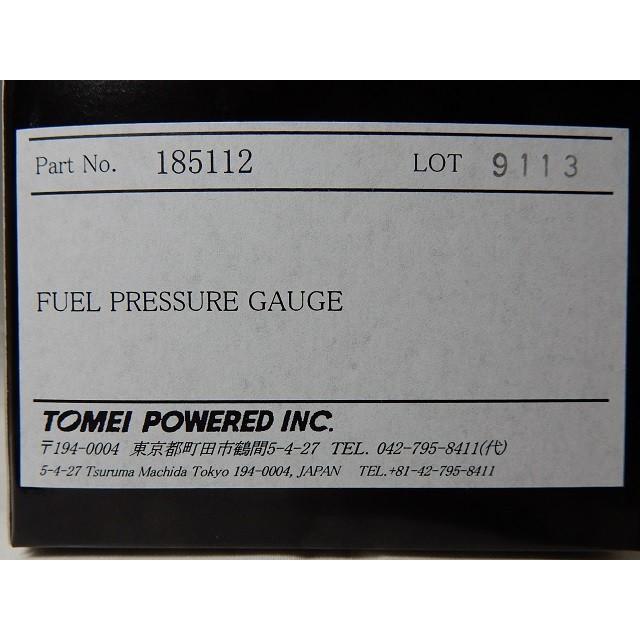 Part No. 185112 LOT 9113
FUEL PRESSURE GAUGE
TOMEI POWERED INC.
〒194-0004 東京都町田市鶴間5-4-27 TEL. 042-795-8411(代)
5-4-27 Tsuruma Machida Tokyo 194-0004, JAPAN TEL.+81-42-795-8411